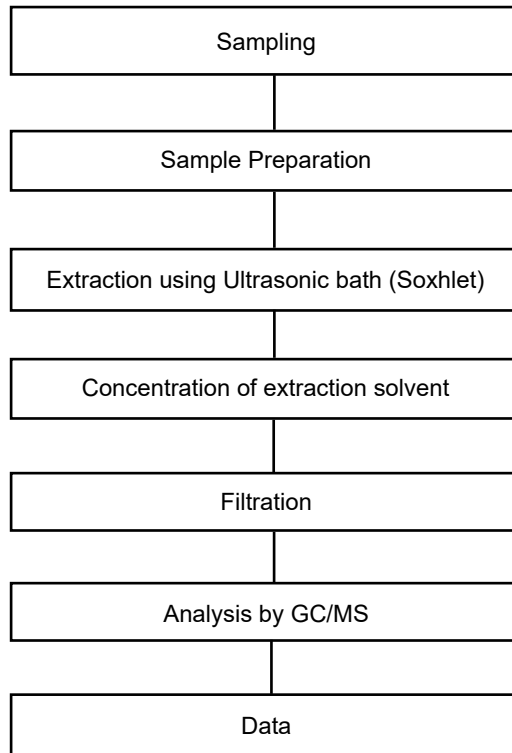 Sampling
Sample Preparation
Extraction using Ultrasonic bath (Soxhlet)
Concentration of extraction solvent
Filtration
Analysis by GC/MS
Data